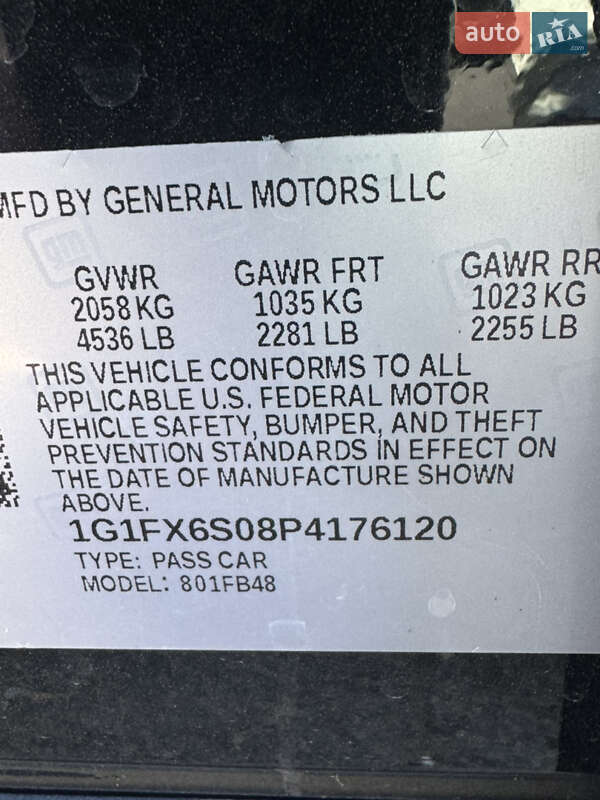 auto RIA
.com
MFD BY GENERAL MOTORS LLC
GVWR GAWR FRT GAWR RR
2058 KG 1035 KG 1023 KG
4536 LB 2281 LB 2255 LB
THIS VEHICLE CONFORMS TO ALL
APPLICABLE U.S. FEDERAL MOTOR
VEHICLE SAFETY, BUMPER, AND THEFT
PREVENTION STANDARDS IN EFFECT ON
THE DATE OF MANUFACTURE SHOWN
ABOVE.
1G1FX6S08P4176120
TYPE: PASS CAR
MODEL: 801FB48